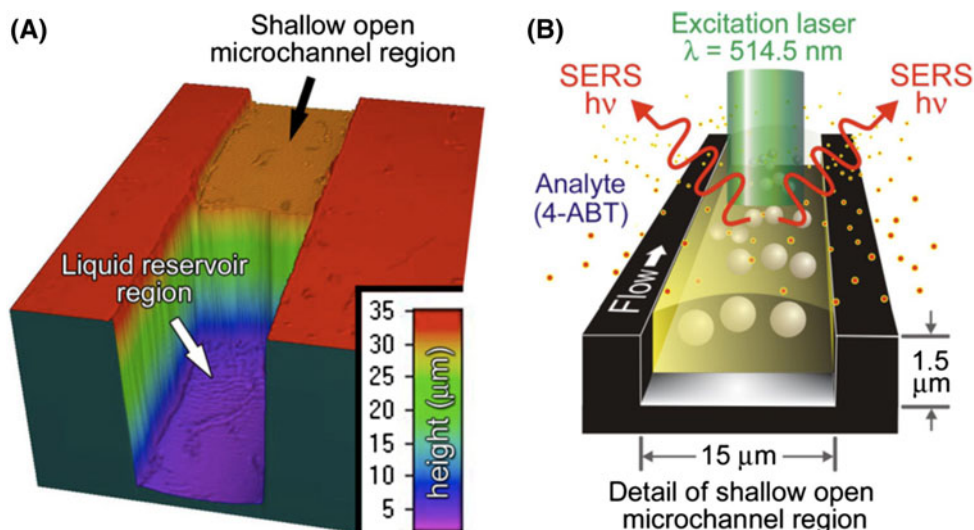 (A)
Shallow open
microchannel region
Liquid reservoir
region
35
30
25
20
15
10
5
height (μm)
(B)
Excitation laser
λ = 514.5 nm
SERS
hν
SERS
hν
Analyte
(4-ABT)
Flow
1.5
μm
15 μm
Detail of shallow open
microchannel region